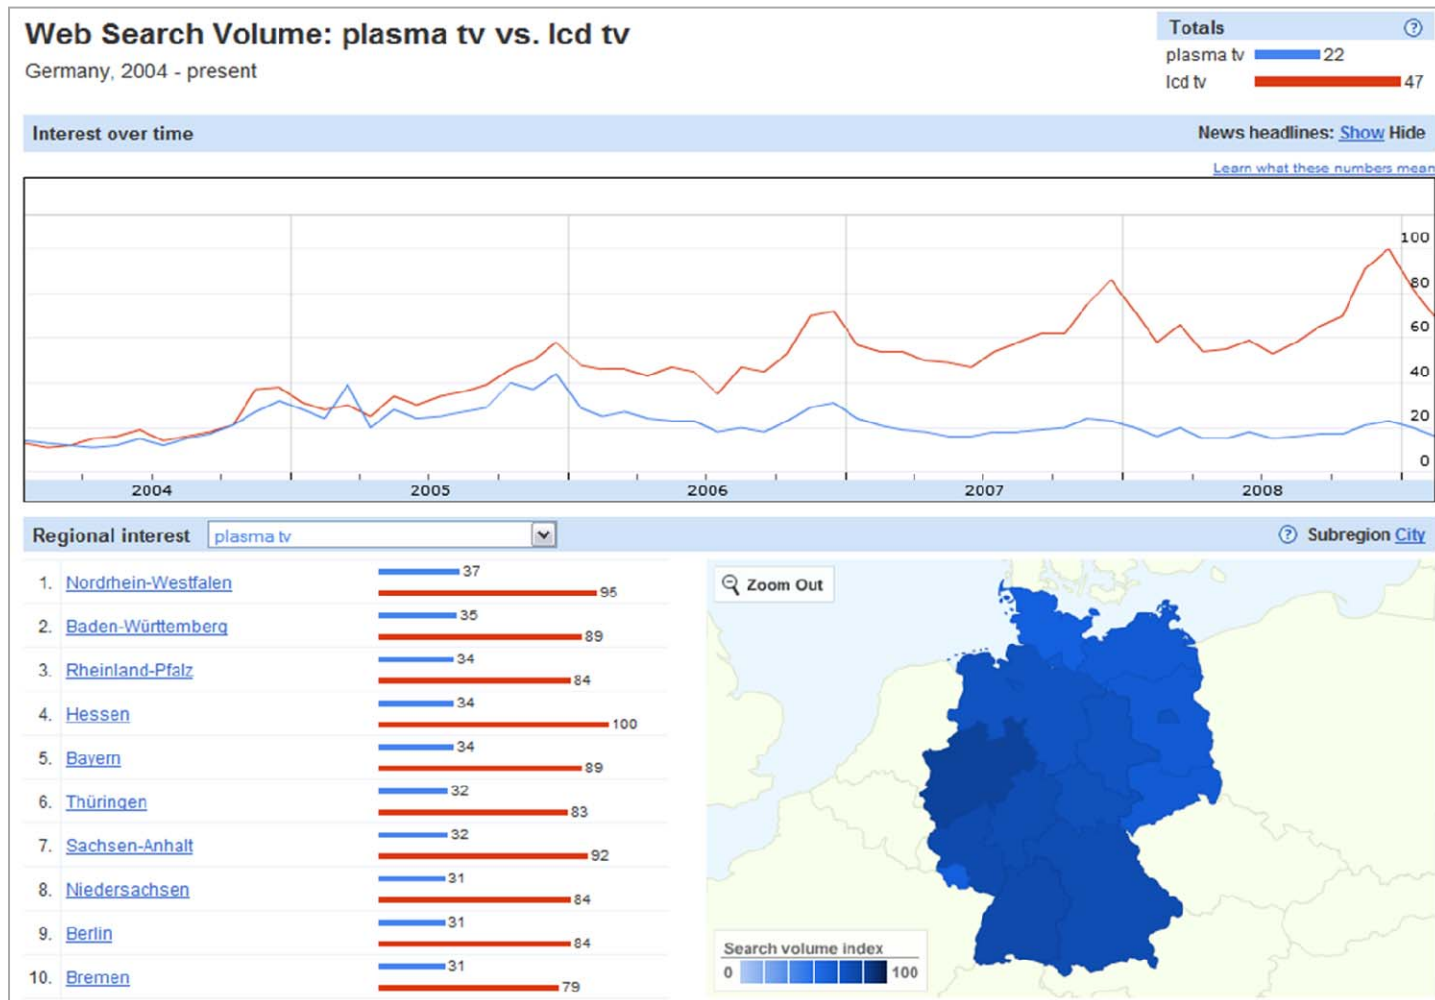 Web Search Volume: plasma tv vs. lcd tv
Germany, 2004 - present
Totals ?
plasma tv 22
lcd tv 47
Interest over time
News headlines: Show Hide
Learn what these numbers mean
100
80
60
40
20
0
2004 2005 2006 2007 2008
Regional interest plasma tv
? Subregion City
1. Nordrhein-Westfalen 37 95
2. Baden-Württemberg 35 89
3. Rheinland-Pfalz 34 84
4. Hessen 34 100
5. Bayern 34 89
6. Thüringen 32 83
7. Sachsen-Anhalt 32 92
8. Niedersachsen 31 84
9. Berlin 31 84
10. Bremen 31 79
Zoom Out
Search volume index
0 100